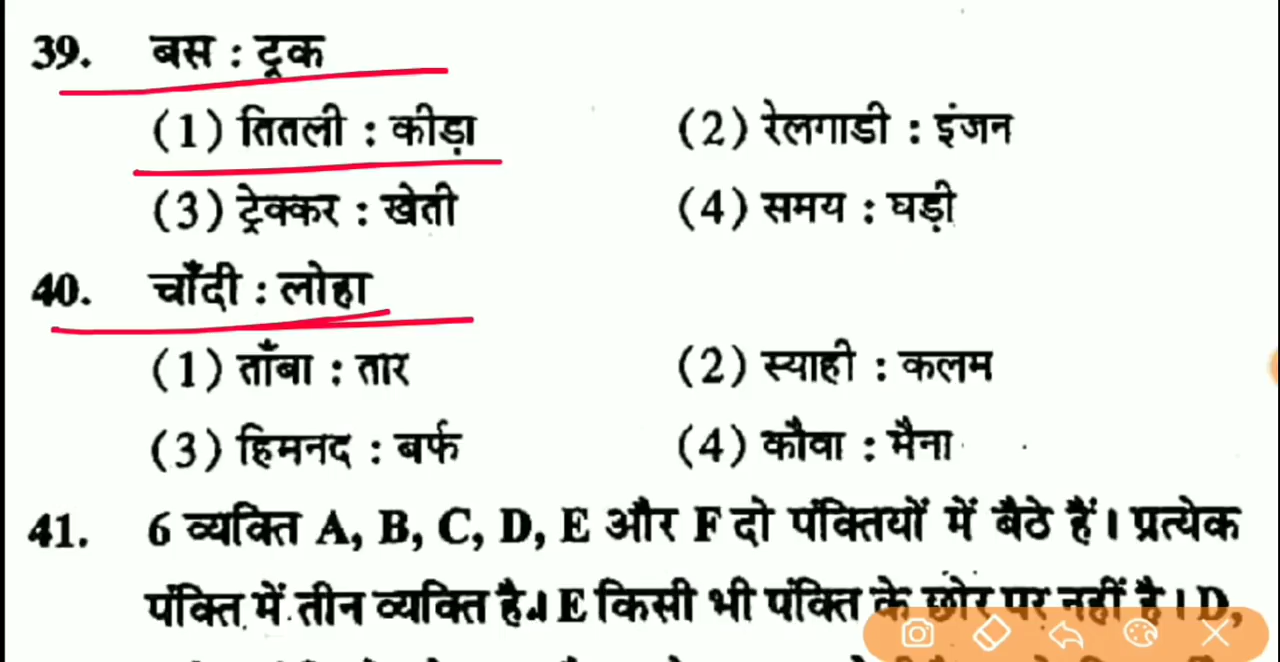 39. बस : ट्रक
(1) तितली : कीड़ा (2) रेलगाडी : इंजन
(3) ट्रेक्कर : खेती (4) समय : घड़ी
40. चाँदी : लोहा
(1) ताँबा : तार (2) स्याही : कलम
(3) हिमनद : बर्फ (4) कौवा : मैना
41. 6 व्यक्ति A, B, C, D, E और F दो पंक्तियों में बैठे हैं। प्रत्येक
पंक्ति में तीन व्यक्ति है। E किसी भी पंक्ति के छोर पर नहीं है। D,